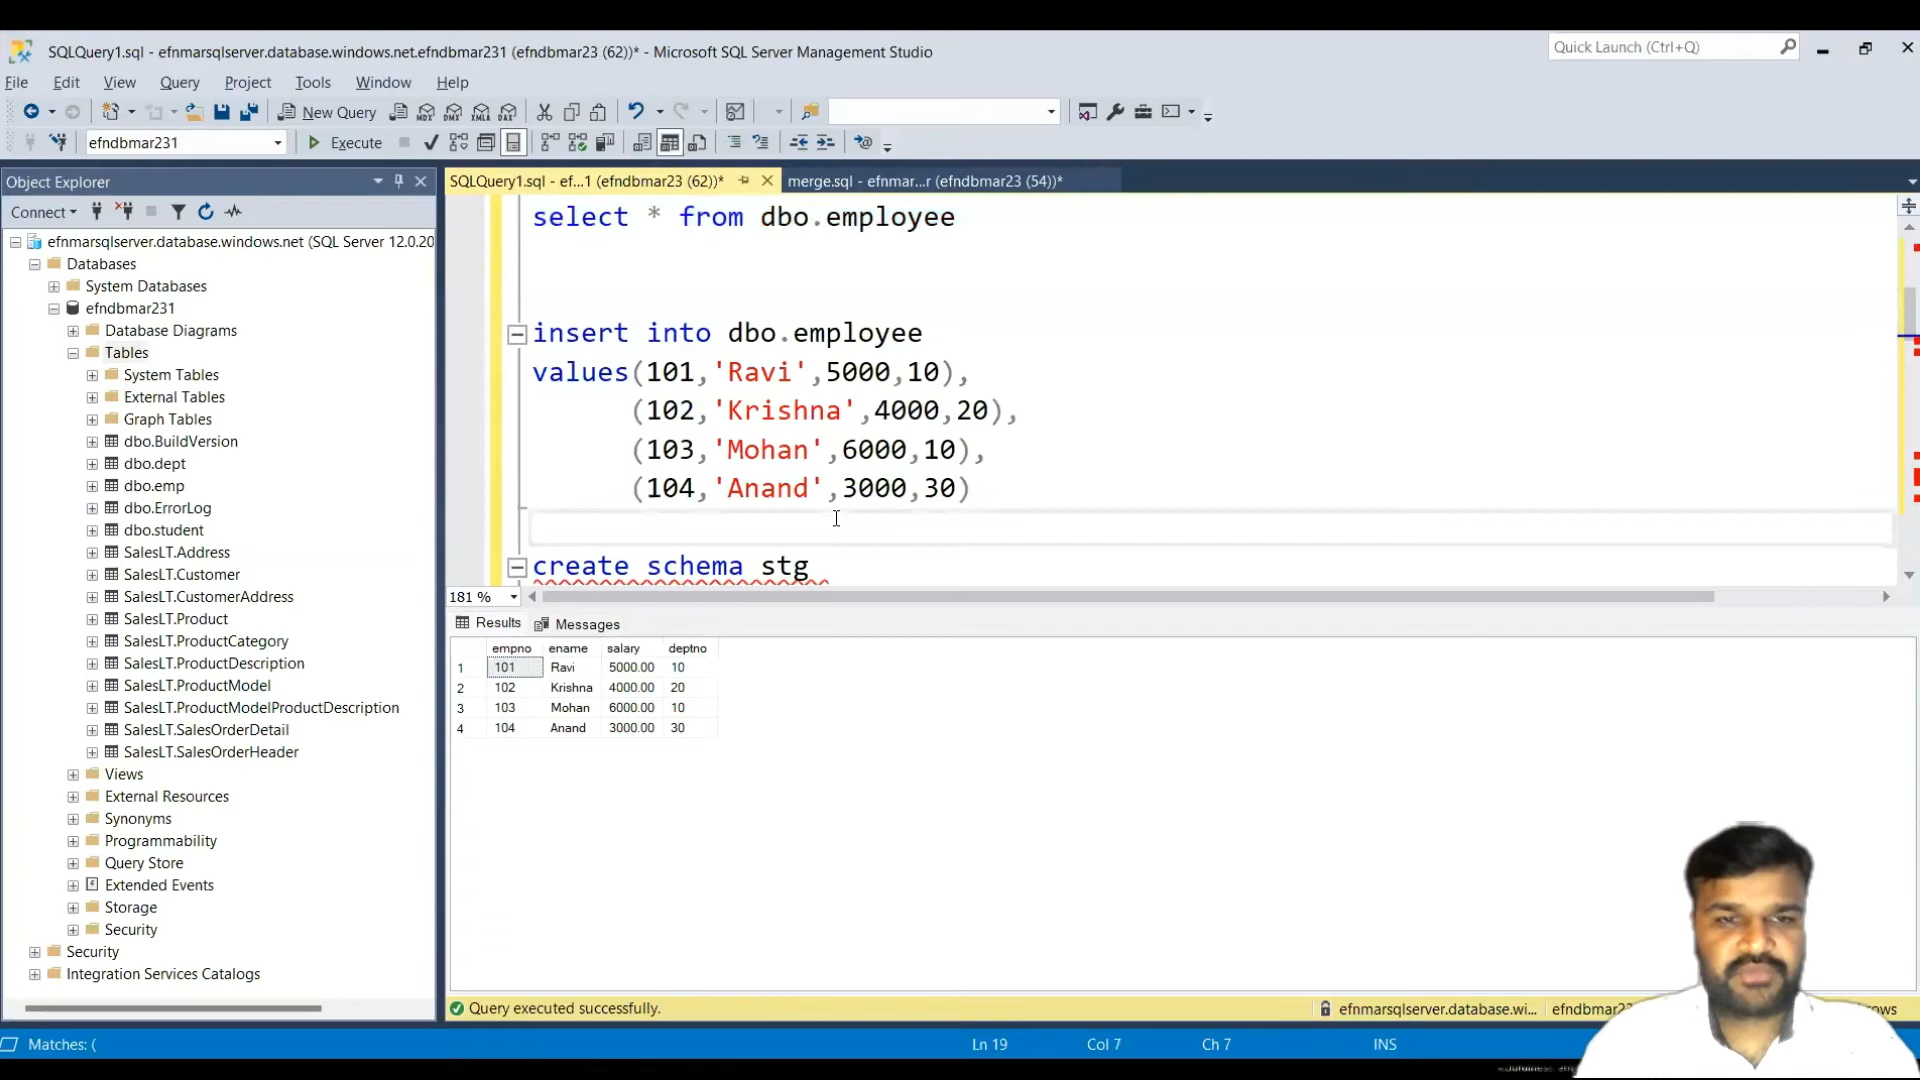 SQLQuery1.sql - efnmarsqlserver.database.windows.net.efndbmar231 (efndbmar23 (62))* - Microsoft SQL Server Management Studio
Quick Launch (Ctrl+Q)
File Edit View Query Project Tools Window Help
New Query
efndbmar231 Execute
Object Explorer
SQLQuery1.sql - ef...1 (efndbmar23 (62))*
merge.sql - efnmar...r (efndbmar23 (54))*
Connect
efnmarsqlserver.database.windows.net (SQL Server 12.0.20
Databases
System Databases
efndbmar231
Database Diagrams
Tables
System Tables
External Tables
Graph Tables
dbo.BuildVersion
dbo.dept
dbo.emp
dbo.ErrorLog
dbo.student
SalesLT.Address
SalesLT.Customer
SalesLT.CustomerAddress
SalesLT.Product
SalesLT.ProductCategory
SalesLT.ProductDescription
SalesLT.ProductModel
SalesLT.ProductModelProductDescription
SalesLT.SalesOrderDetail
SalesLT.SalesOrderHeader
Views
External Resources
Synonyms
Programmability
Query Store
Extended Events
Storage
Security
Security
Integration Services Catalogs
select * from dbo.employee
insert into dbo.employee
values(101,'Ravi',5000,10),
(102,'Krishna',4000,20),
(103,'Mohan',6000,10),
(104,'Anand',3000,30)
create schema stg
181 %
Results Messages
empno ename salary deptno
1 101 Ravi 5000.00 10
2 102 Krishna 4000.00 20
3 103 Mohan 6000.00 10
4 104 Anand 3000.00 30
Query executed successfully.
efnmarsqlserver.database.wi...
Matches: (
Ln 19 Col 7 Ch 7 INS